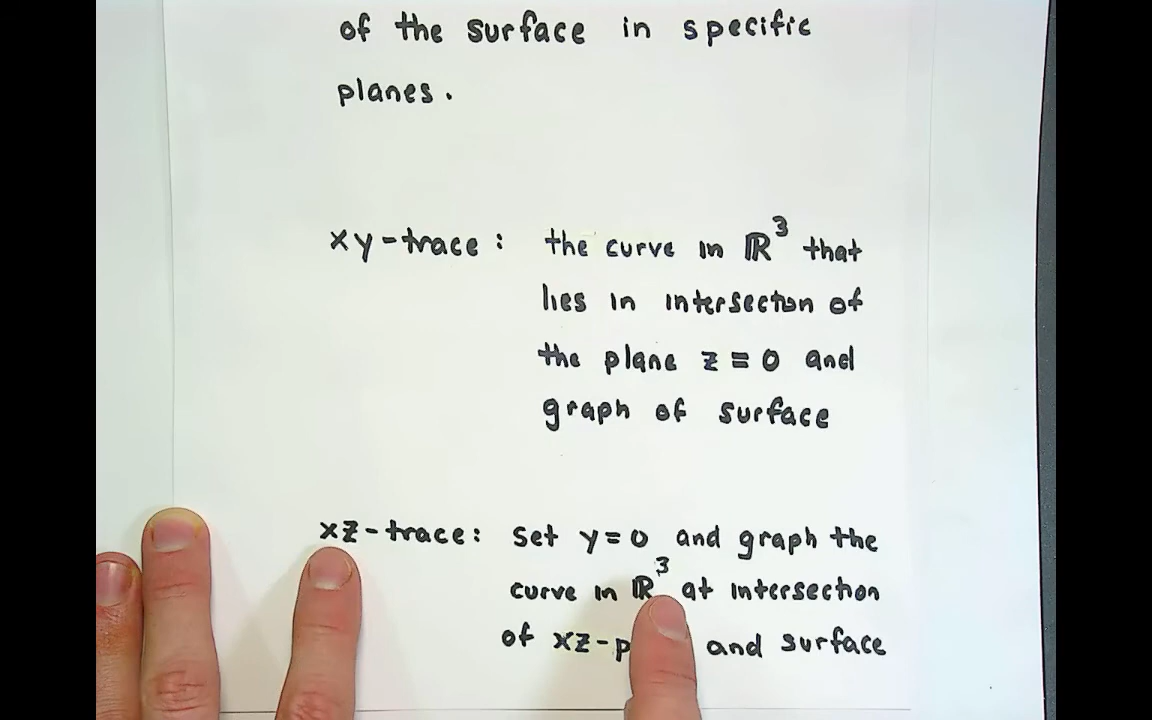 of the surface in specific
planes.
xy-trace: the curve in ℝ³ that
lies in intersecton of
the plane z = 0 and
graph of surface
xz-trace: set y=0 and graph the
curve in ℝ³ at intersection
of xz-p and surface